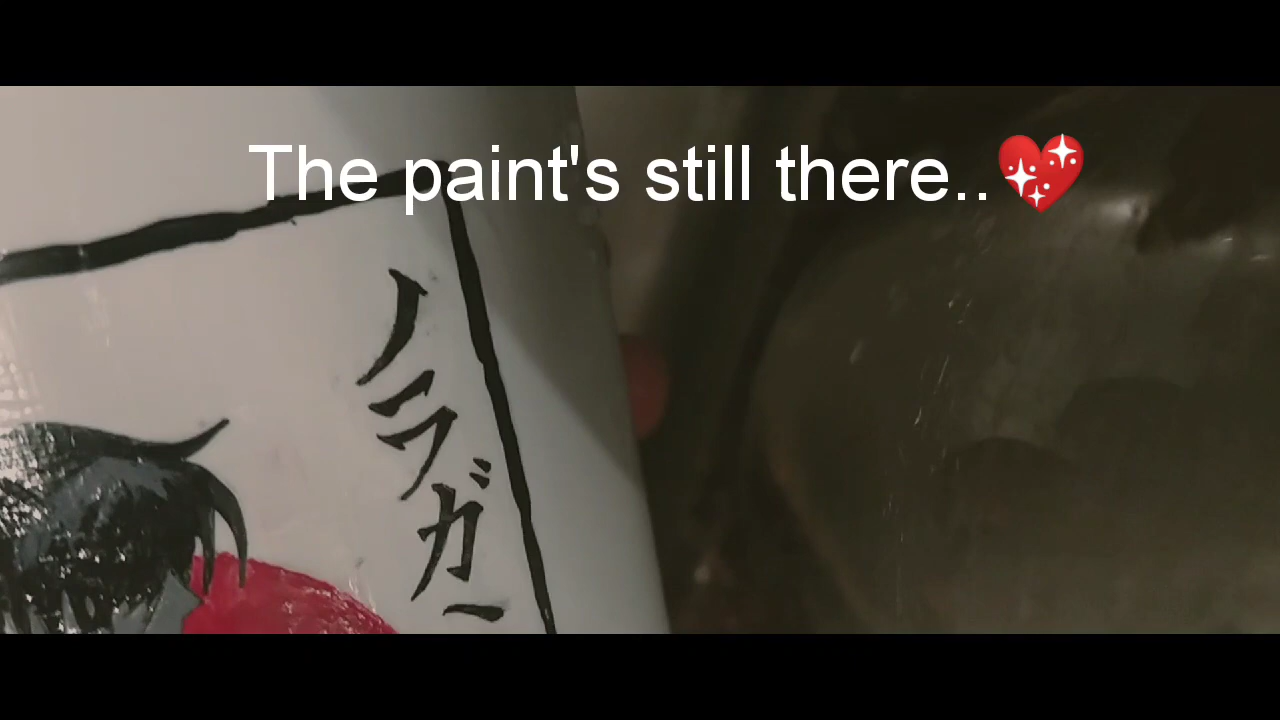 The paint's still there..💖
ノラガ